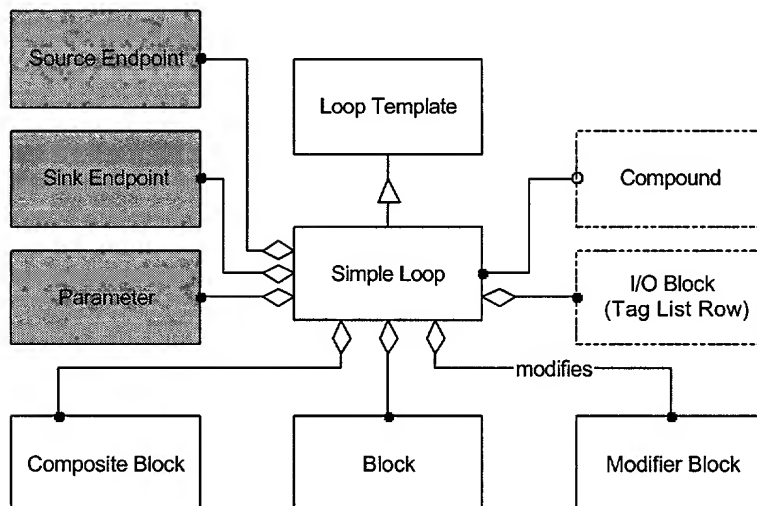 Source Endpoint
Loop Template
Sink Endpoint
Compound
Parameter
Simple Loop
I/O Block
(Tag List Row)
modifies
Composite Block
Block
Modifier Block